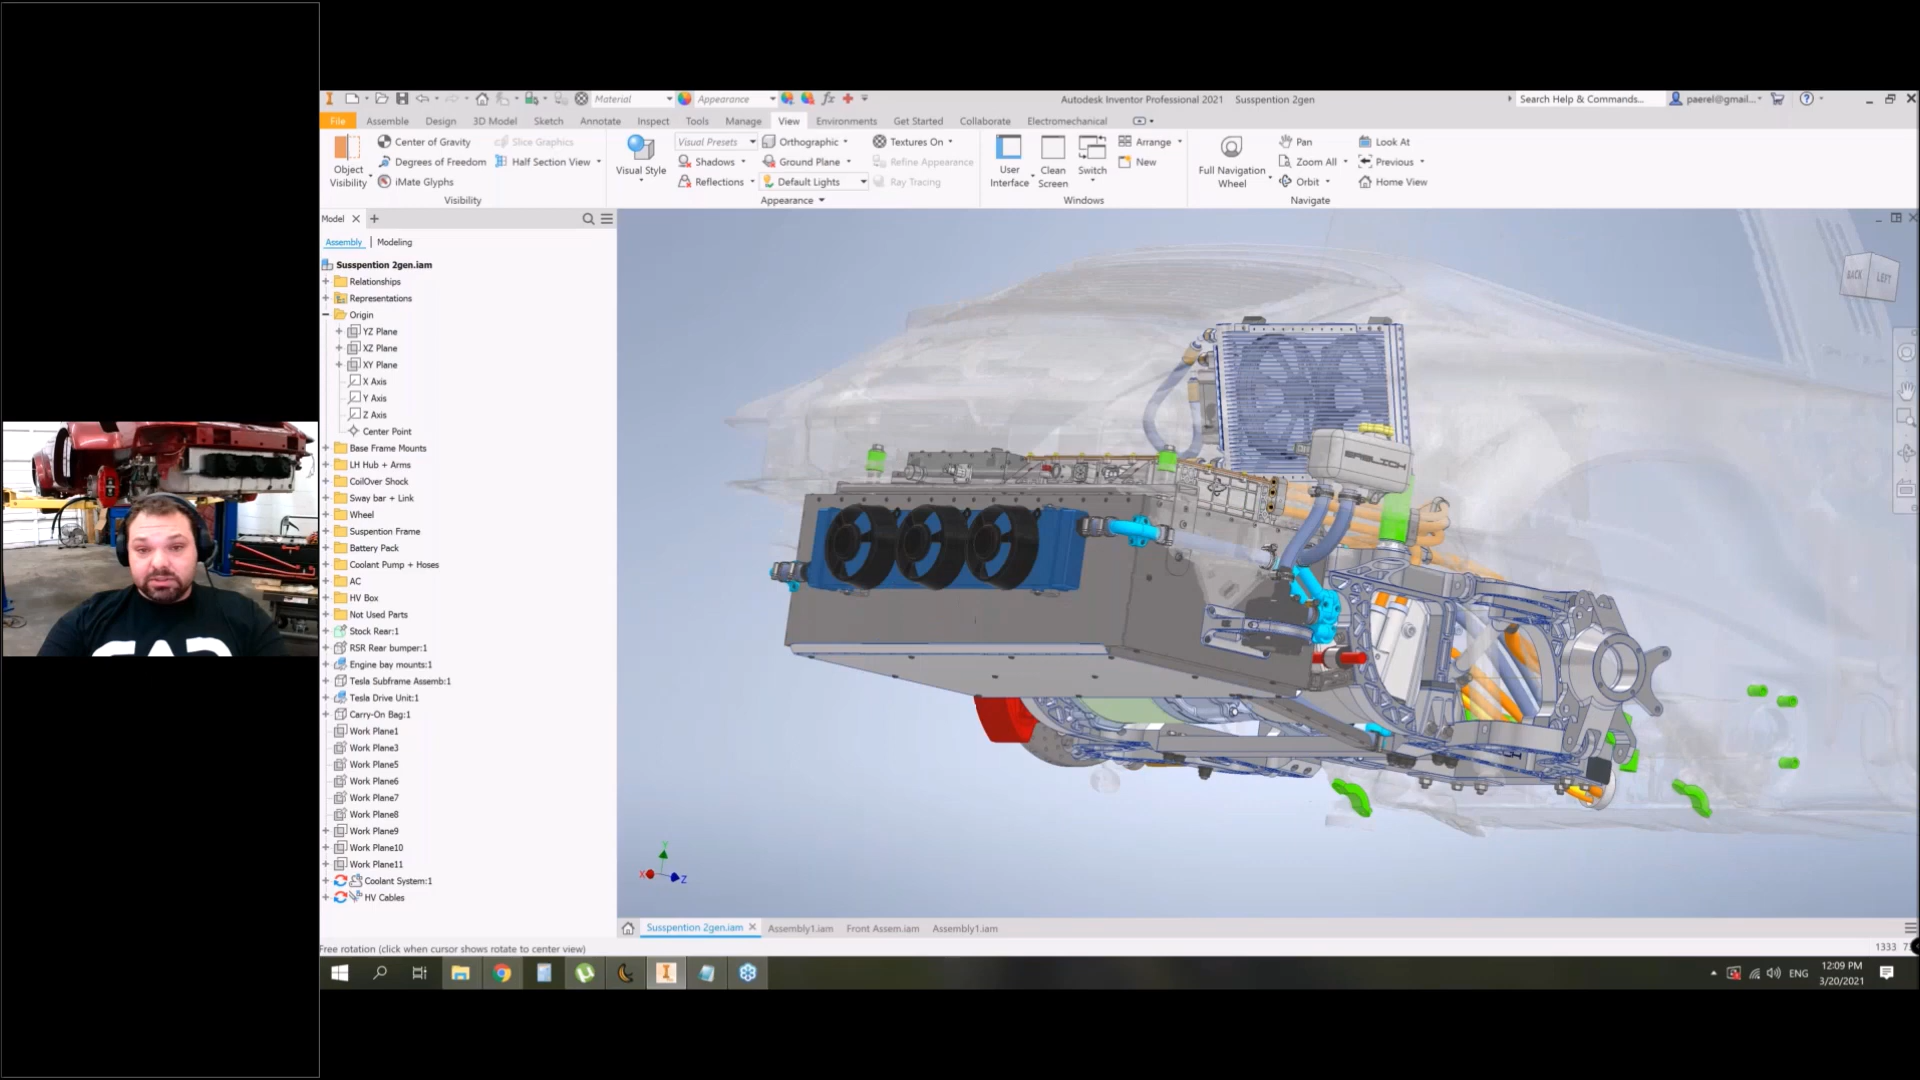 Material
Appearance
Autodesk Inventor Professional 2021 Susspention 2gen
Search Help & Commands...
paerel@gmail...
File Assemble Design 3D Model Sketch Annotate Inspect Tools Manage View Environments Get Started Collaborate Electromechanical
Object Visibility
Center of Gravity
Degrees of Freedom
iMate Glyphs
Slice Graphics
Half Section View
Visibility
Visual Style
Visual Presets
Shadows
Reflections
Orthographic
Ground Plane
Default Lights
Textures On
Refine Appearance
Ray Tracing
Appearance
User Interface
Clean Screen
Switch
Arrange
New
Windows
Full Navigation Wheel
Pan
Zoom All
Orbit
Look At
Previous
Home View
Navigate
Model
Assembly | Modeling
Susspention 2gen.iam
Relationships
Representations
Origin
YZ Plane
XZ Plane
XY Plane
X Axis
Y Axis
Z Axis
Center Point
Base Frame Mounts
LH Hub + Arms
CoilOver Shock
Sway bar + Link
Wheel
Suspention Frame
Battery Pack
Coolant Pump + Hoses
AC
HV Box
Not Used Parts
Stock Rear:1
RSR Rear bumper:1
Engine bay mounts:1
Tesla Subframe Assemb:1
Tesla Drive Unit:1
Carry-On Bag:1
Work Plane1
Work Plane3
Work Plane5
Work Plane6
Work Plane7
Work Plane8
Work Plane9
Work Plane10
Work Plane11
Coolant System:1
HV Cables
BACK LEFT
Y
X
Z
Susspention 2gen.iam
Assembly1.iam
Front Assem.iam
Assembly1.iam
Free rotation (click when cursor shows rotate to center view)
1333
ENG
12:09 PM
3/20/2021